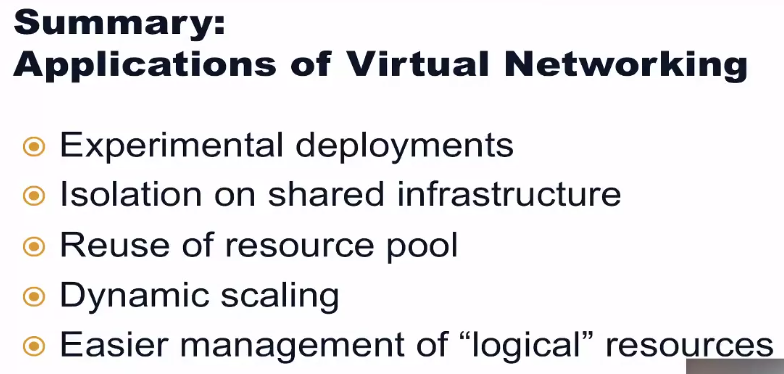 Summary:
Applications of Virtual Networking
Experimental deployments
Isolation on shared infrastructure
Reuse of resource pool
Dynamic scaling
Easier management of “logical” resources